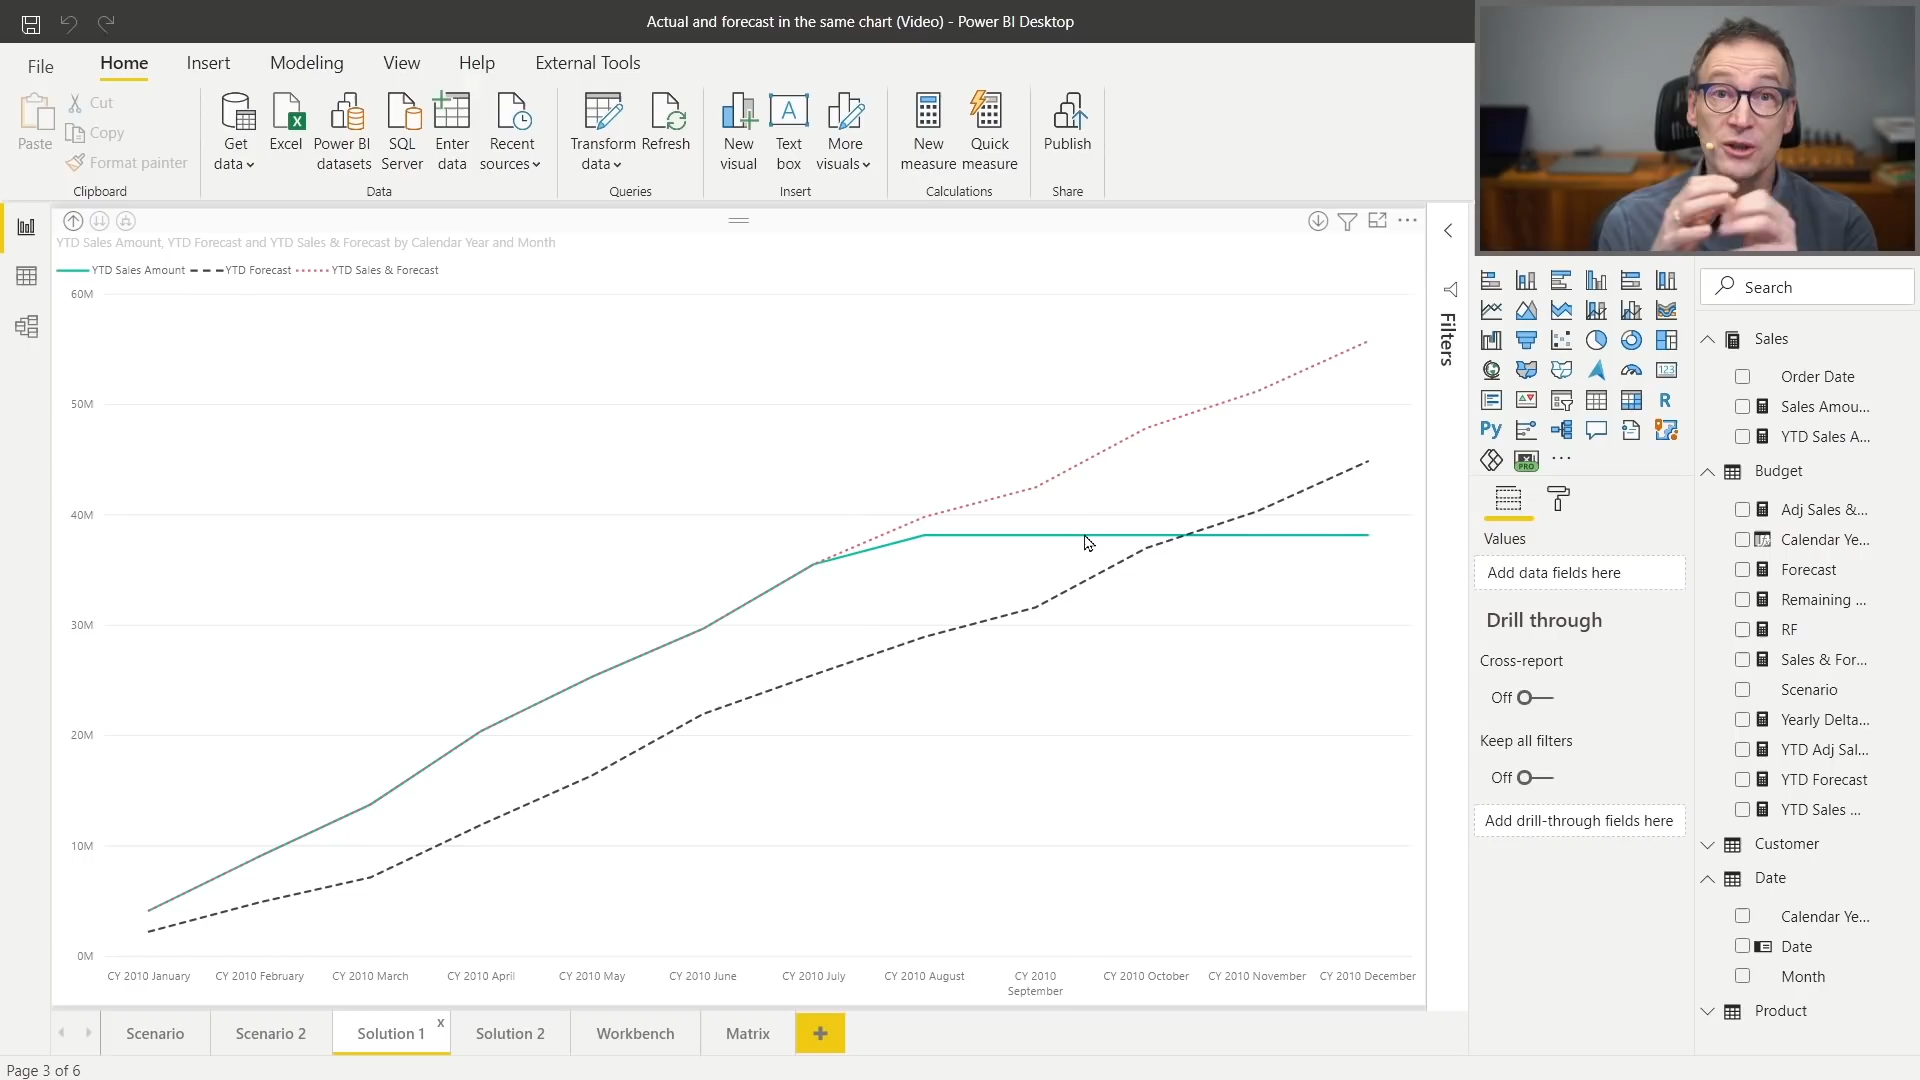 Actual and forecast in the same chart (Video) - Power BI Desktop
File
Home
Insert
Modeling
View
Help
External Tools
Paste
Cut
Copy
Format painter
Clipboard
Get data
Excel
Power BI datasets
SQL Server
Enter data
Recent sources
Data
Transform data
Refresh
Queries
New visual
Text box
More visuals
Insert
New measure
Quick measure
Calculations
Publish
Share
YTD Sales Amount, YTD Forecast and YTD Sales & Forecast by Calendar Year and Month
YTD Sales Amount
YTD Forecast
YTD Sales & Forecast
60M
50M
40M
30M
20M
10M
0M
CY 2010 January
CY 2010 February
CY 2010 March
CY 2010 April
CY 2010 May
CY 2010 June
CY 2010 July
CY 2010 August
CY 2010 September
CY 2010 October
CY 2010 November
CY 2010 December
Filters
123
R
Py
PRO
Values
Add data fields here
Drill through
Cross-report
Off
Keep all filters
Off
Add drill-through fields here
Search
Sales
Order Date
Sales Amou...
YTD Sales A...
Budget
Adj Sales &...
Calendar Ye...
Forecast
Remaining ...
RF
Sales & For...
Scenario
Yearly Delta...
YTD Adj Sal...
YTD Forecast
YTD Sales ...
Customer
Date
Calendar Ye...
Date
Month
Product
Scenario
Scenario 2
Solution 1
x
Solution 2
Workbench
Matrix
+
Page 3 of 6